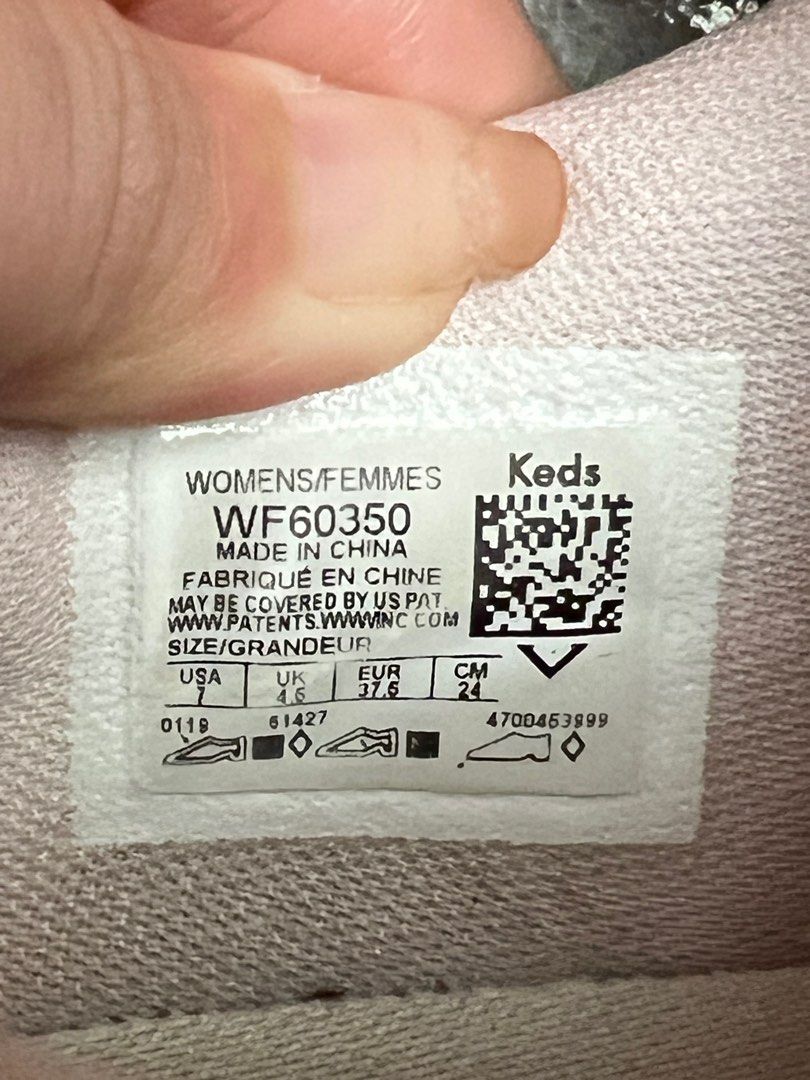 WOMENS/FEMMES
Keds
WF60350
MADE IN CHINA
FABRIQUÉ EN CHINE
MAY BE COVERED BY US PAT.
WWW.PATENTS.WWWINC COM
SIZE/GRANDEUR
USA UK EUR CM
7 4.5 37.5 24
0119 61427 4700453999